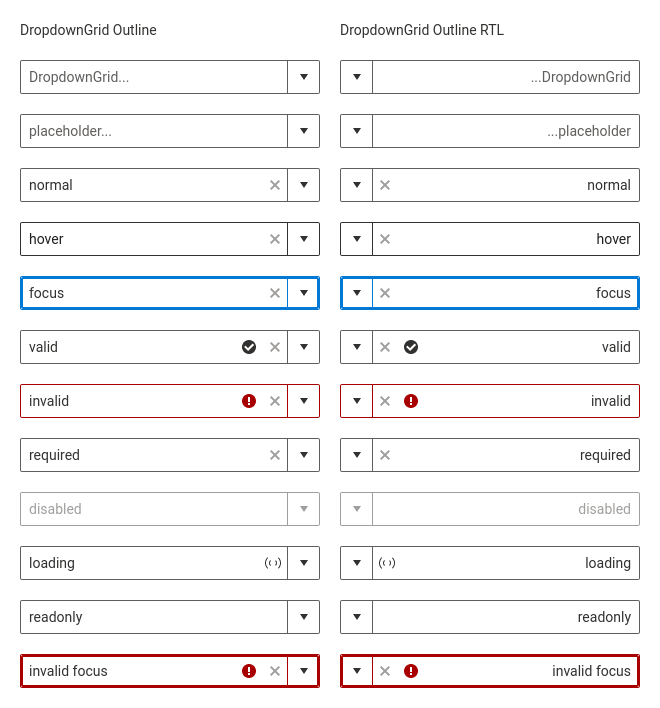 DropdownGrid Outline
DropdownGrid Outline RTL
DropdownGrid...
...DropdownGrid
placeholder...
...placeholder
normal
normal
hover
hover
focus
focus
valid
valid
invalid
invalid
required
required
disabled
disabled
loading
loading
readonly
readonly
invalid focus
invalid focus